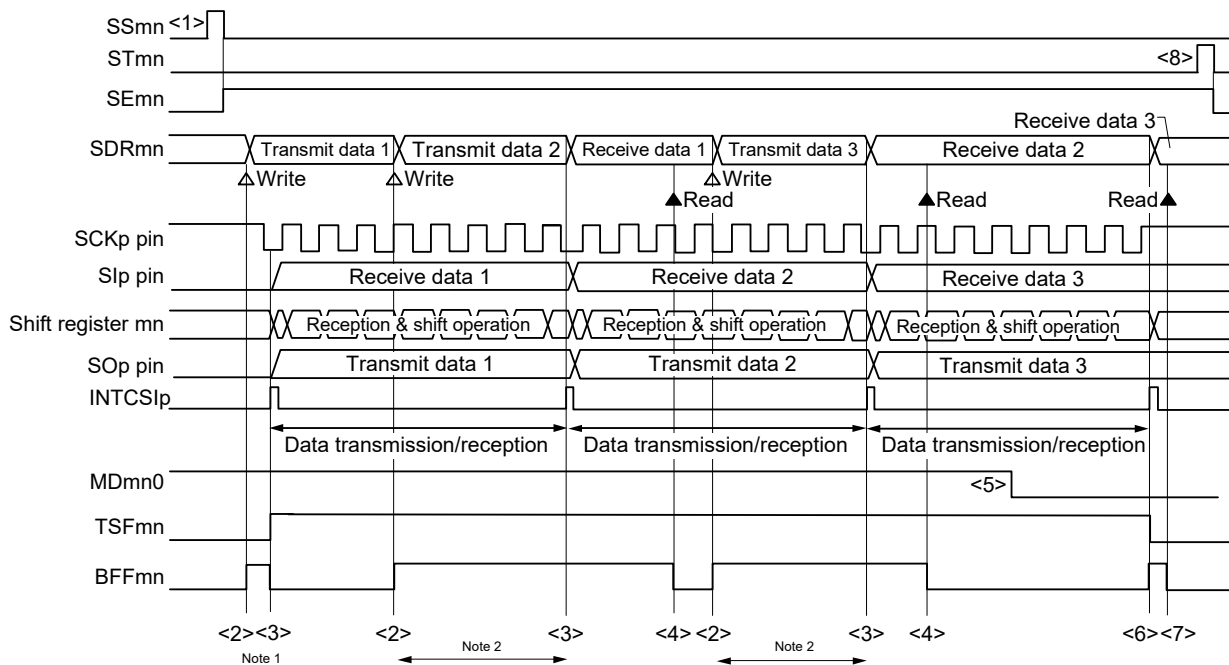 SSmn <1>
STmn <8>
SEmn
Receive data 3
SDRmn Transmit data 1 Transmit data 2 Receive data 1 Transmit data 3 Receive data 2
Write Write Write
Read Read Read
SCKp pin
SIp pin Receive data 1 Receive data 2 Receive data 3
Shift register mn Reception & shift operation Reception & shift operation Reception & shift operation
SOp pin Transmit data 1 Transmit data 2 Transmit data 3
INTCSIp
Data transmission/reception Data transmission/reception Data transmission/reception
MDmn0 <5>
TSFmn
BFFmn
<2> <3> <2> <3> <4> <2> <3> <4> <6> <7>
Note 1 Note 2 Note 2